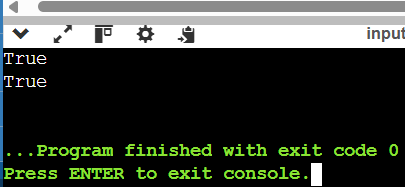 input
True
True
...Program finished with exit code 0
Press ENTER to exit console.